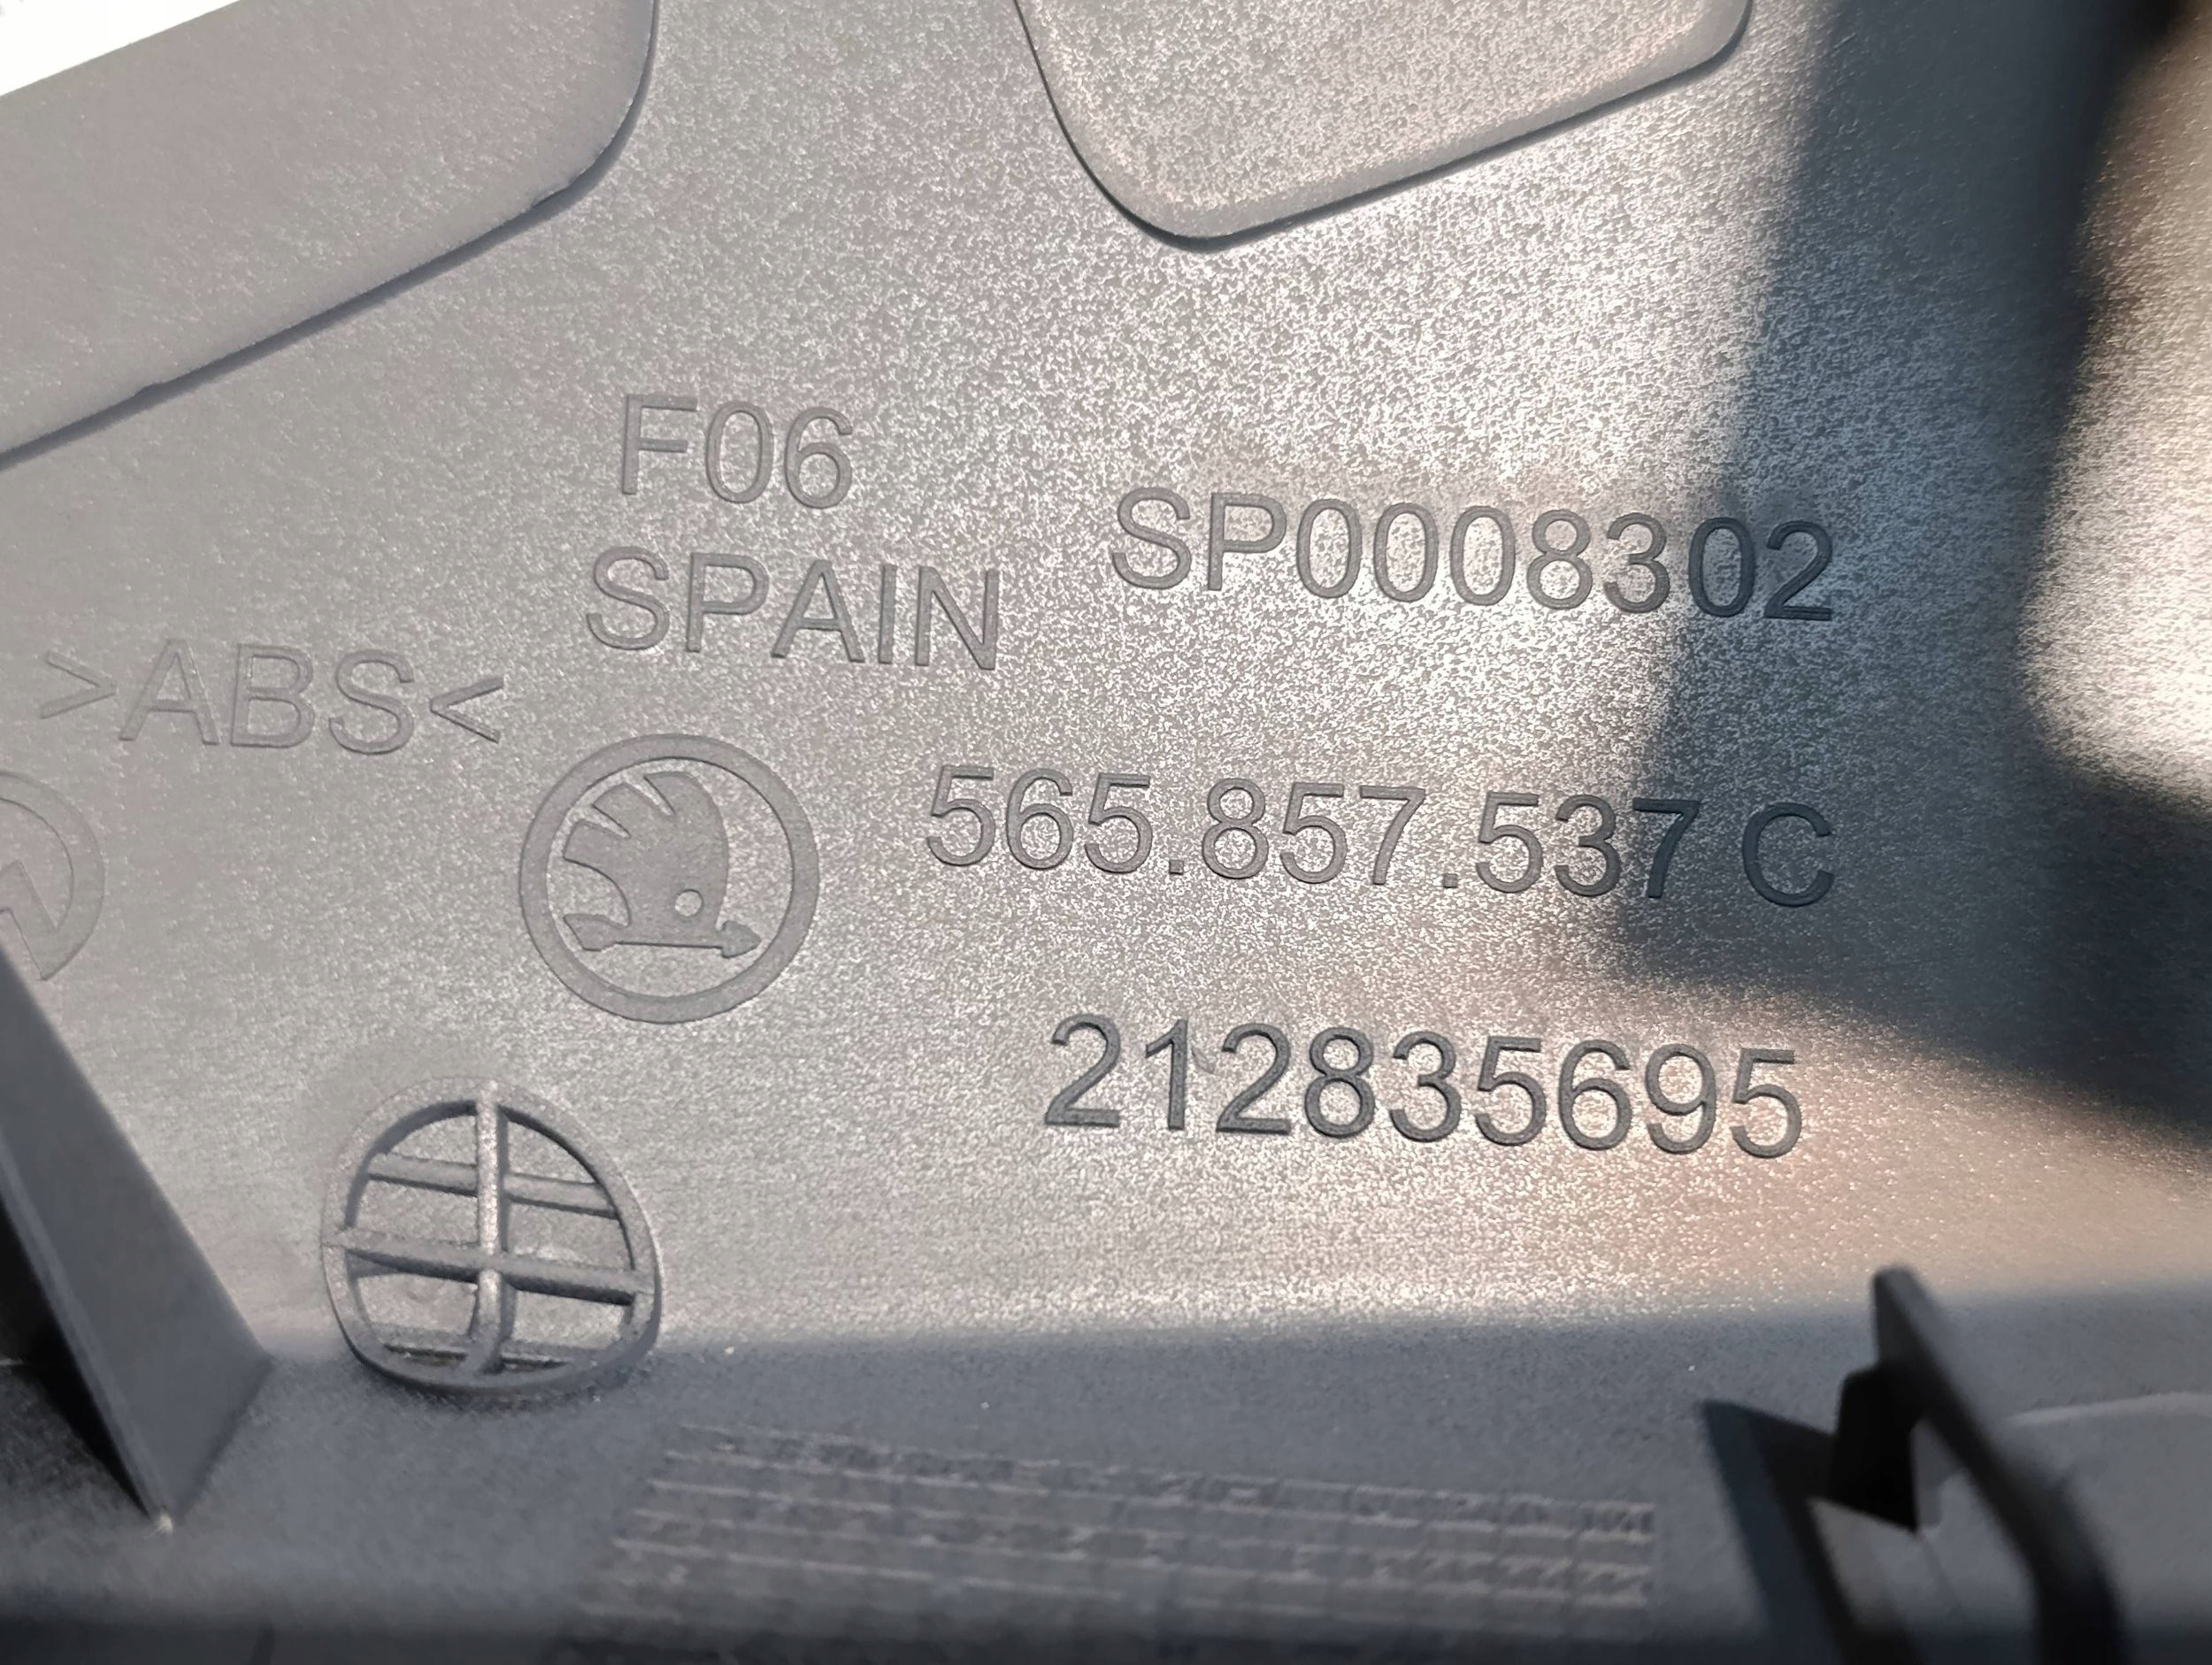 F06
SPAIN
SP0008302
>ABS<
565.857.537 C
212835695